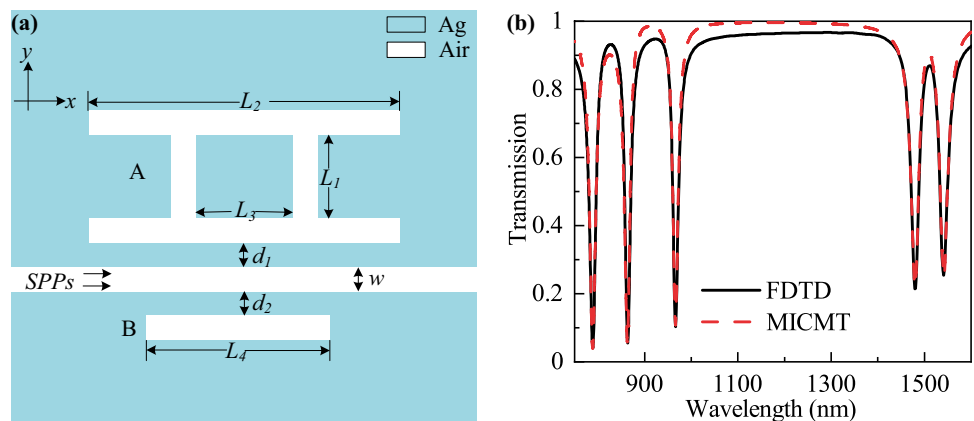 (a)
Ag
Air
y
x
L2
A
L1
L3
d1
SPPs
w
d2
B
L4
(b)
1
0.8
0.6
0.4
0.2
0
Transmission
FDTD
MICMT
900 1100 1300 1500
Wavelength (nm)